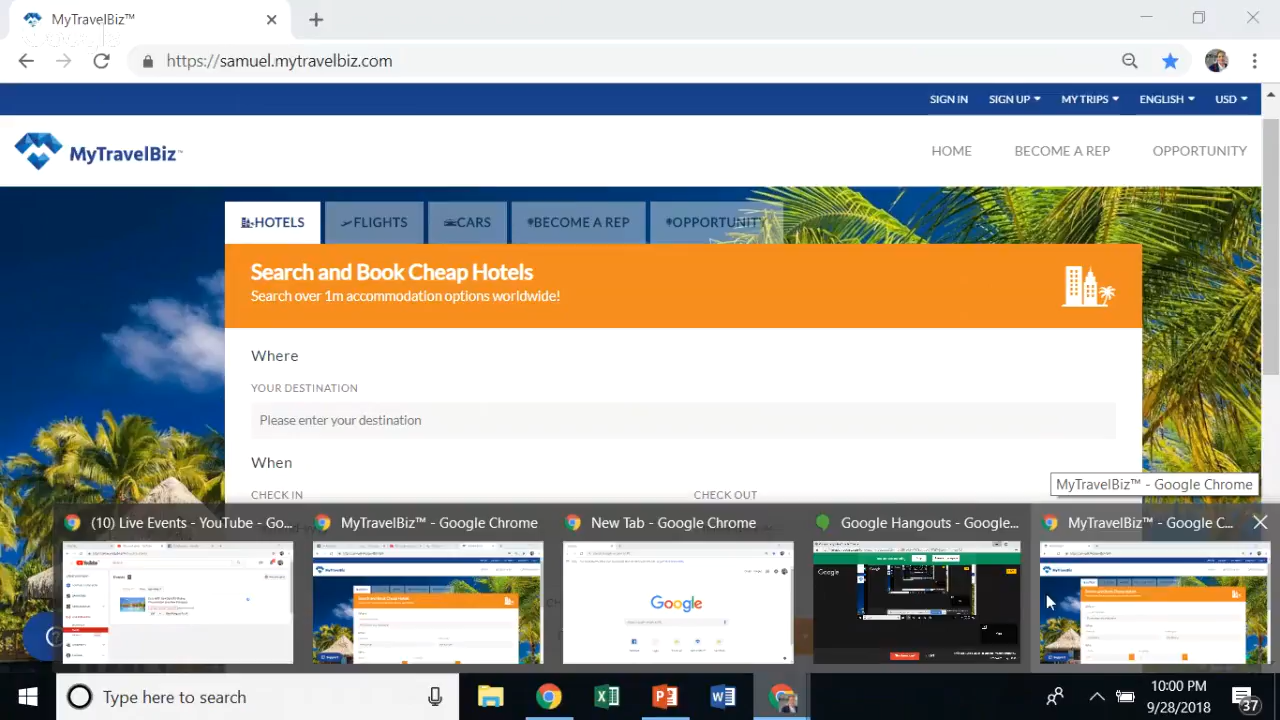 MyTravelBiz™
https://samuel.mytravelbiz.com
SIGN IN SIGN UP MY TRIPS ENGLISH USD
MyTravelBiz™
HOME BECOME A REP OPPORTUNITY
HOTELS FLIGHTS CARS BECOME A REP OPPORTUNITY
Search and Book Cheap Hotels
Search over 1m accommodation options worldwide!
Where
YOUR DESTINATION
Please enter your destination
When
MyTravelBiz™ - Google Chrome
CHECK IN CHECK OUT
(10) Live Events - YouTube - Go... MyTravelBiz™ - Google Chrome New Tab - Google Chrome Google Hangouts - Google... MyTravelBiz™ - Google C...
Google
Google
Type here to search
10:00 PM
9/28/2018
37